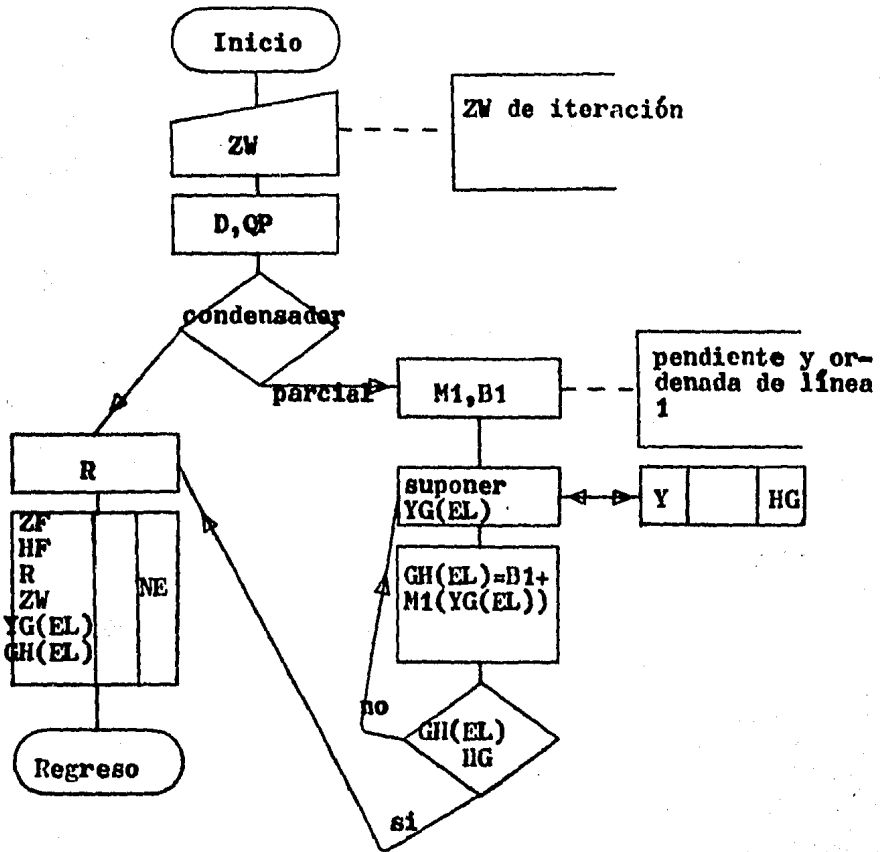 Inicio
ZW
ZW de iteración
D,QP
condensador
parcial
M1,B1
pendiente y or-
denada de línea
1
R
suponer
YG(EL)
Y
HG
ZF
HF
R
ZW
YG(EL)
GH(EL)
NE
GH(EL)=B1+
M1(YG(EL))
no
GH(EL)
HG
si
Regreso